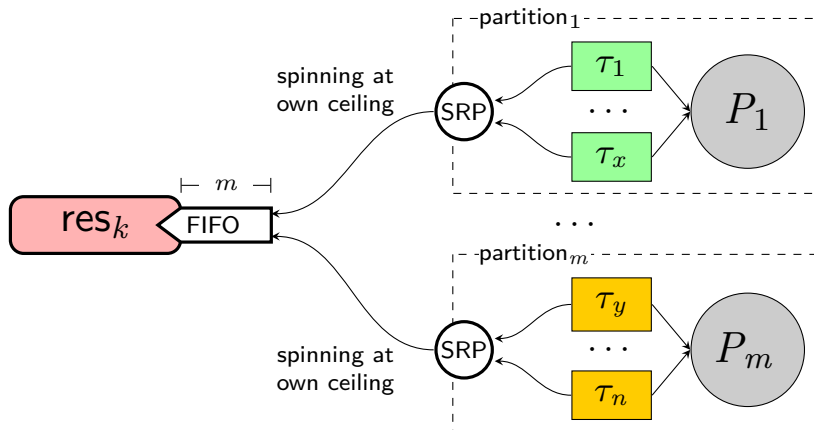 partition₁
spinning at
own ceiling
SRP
τ₁
. . .
τₓ
P₁
m
resₖ
FIFO
. . .
partitionₘ
spinning at
own ceiling
SRP
τᵧ
. . .
τₙ
Pₘ